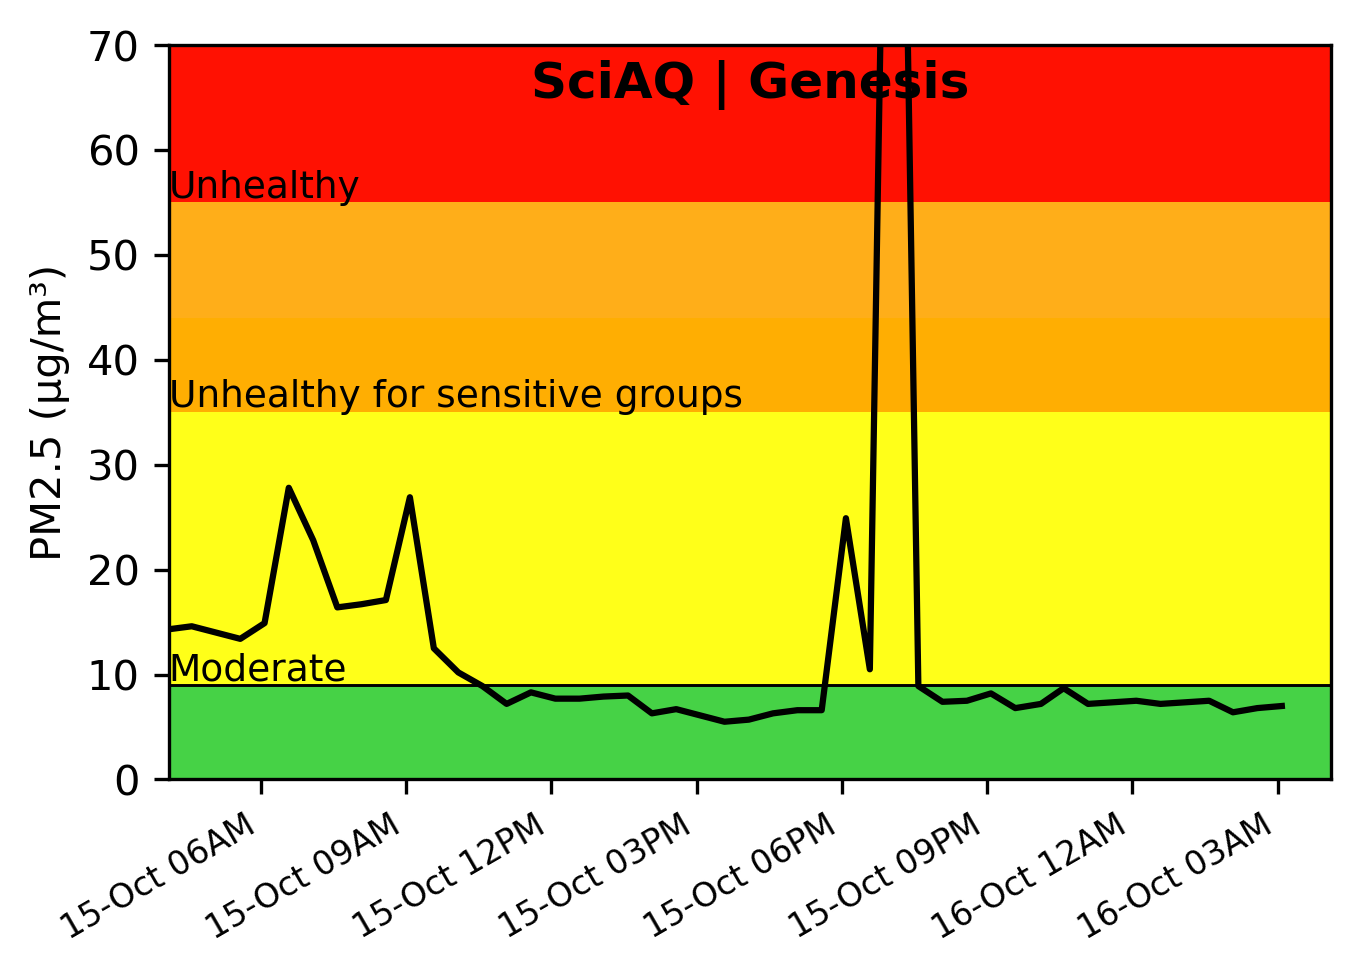 SciAQ | Genesis
PM2.5 (µg/m³)
70
60
50
40
30
20
10
0
Unhealthy
Unhealthy for sensitive groups
Moderate
15-Oct 06AM
15-Oct 09AM
15-Oct 12PM
15-Oct 03PM
15-Oct 06PM
15-Oct 09PM
16-Oct 12AM
16-Oct 03AM